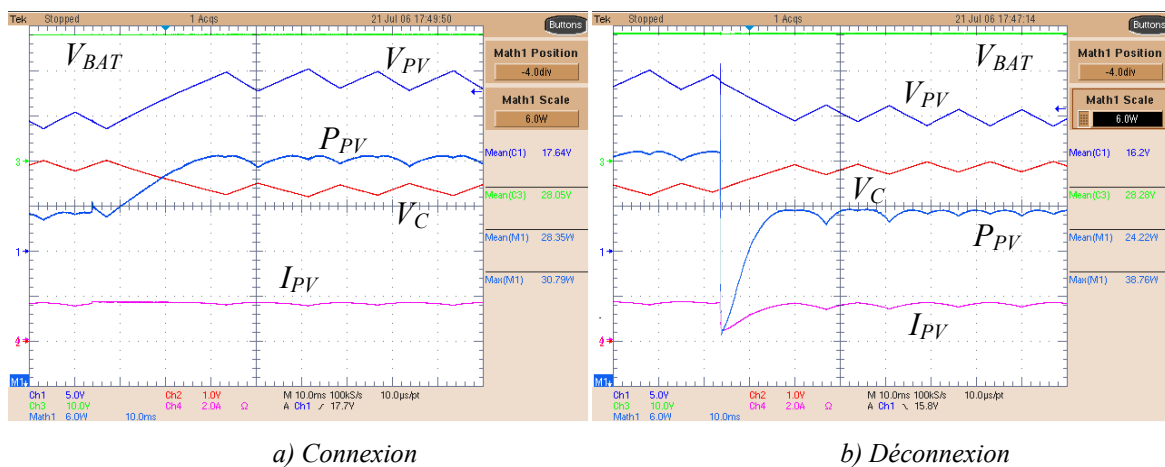 Tek Stopped 1 Acqs 21 Jul 06 17:49:50 Buttons
V_BAT
V_PV
P_PV
V_C
I_PV
3
1
4
M1
Math1 Position
-4.0div
Math1 Scale
6.0W
Mean(C1) 17.64V
Mean(C3) 28.05V
Mean(M1) 28.35W
Max(M1) 30.79W
Ch1 5.0V Ch2 1.0V M 10.0ms 100kS/s 10.0µs/pt
Ch3 10.0V Ch4 2.0A Ω A Ch1 ∫ 17.7V
Math1 6.0W 10.0ms
a) Connexion
Tek Stopped 1 Acqs 21 Jul 06 17:47:14 Buttons
V_BAT
V_PV
V_C
P_PV
I_PV
3
1
M1
Math1 Position
-4.0div
Math1 Scale
6.0W
Mean(C1) 16.2V
Mean(C3) 28.28V
Mean(M1) 24.22W
Max(M1) 38.76W
Ch1 5.0V Ch2 1.0V M 10.0ms 100kS/s 10.0µs/pt
Ch3 10.0V Ch4 2.0A Ω A Ch1 \ 15.8V
Math1 6.0W 10.0ms
b) Déconnexion